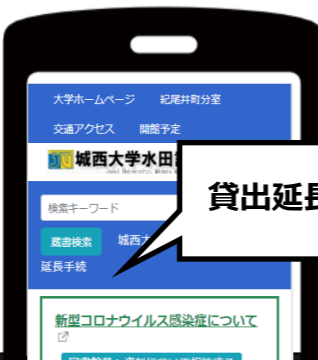 大学ホームページ 紀尾井町分室
交通アクセス 開館予定
城西大学水田
検索キーワード
貸出延長
蔵書検索 城西大
延長手続
新型コロナウイルス感染症について